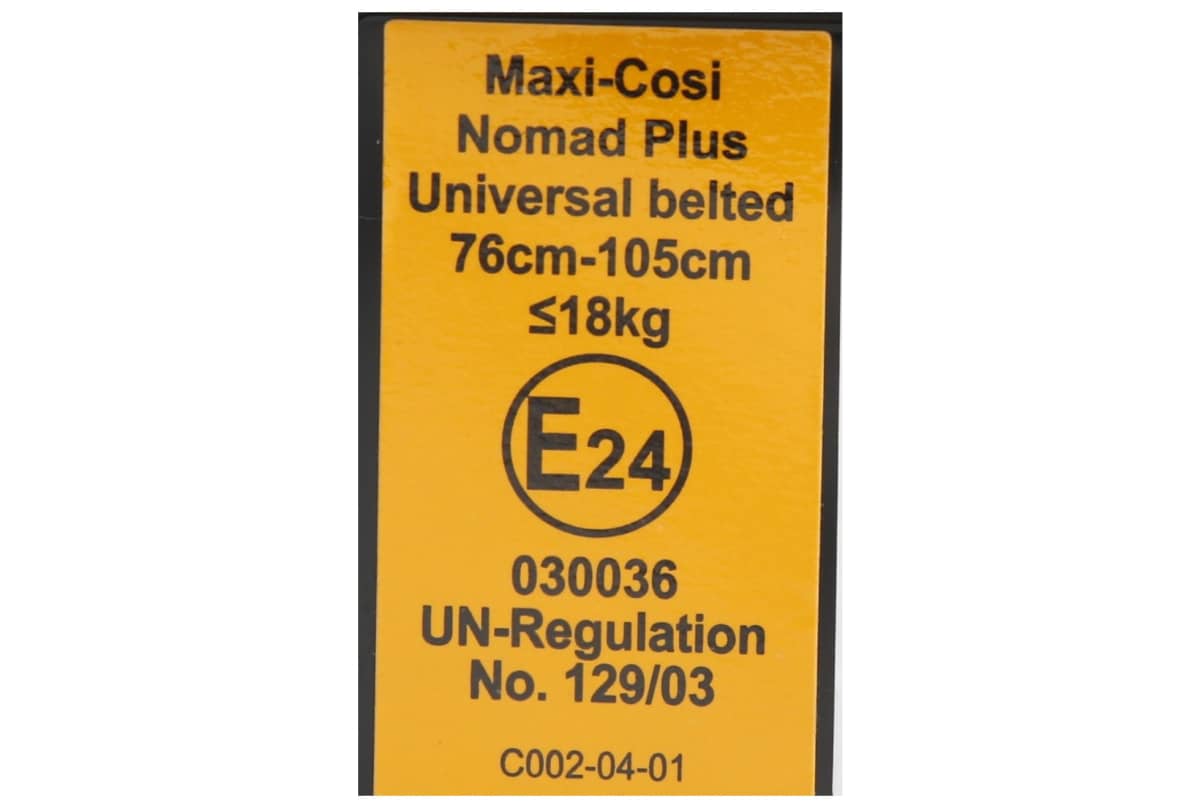 Maxi-Cosi
Nomad Plus
Universal belted
76cm-105cm
≤18kg
E24
030036
UN-Regulation
No. 129/03
C002-04-01